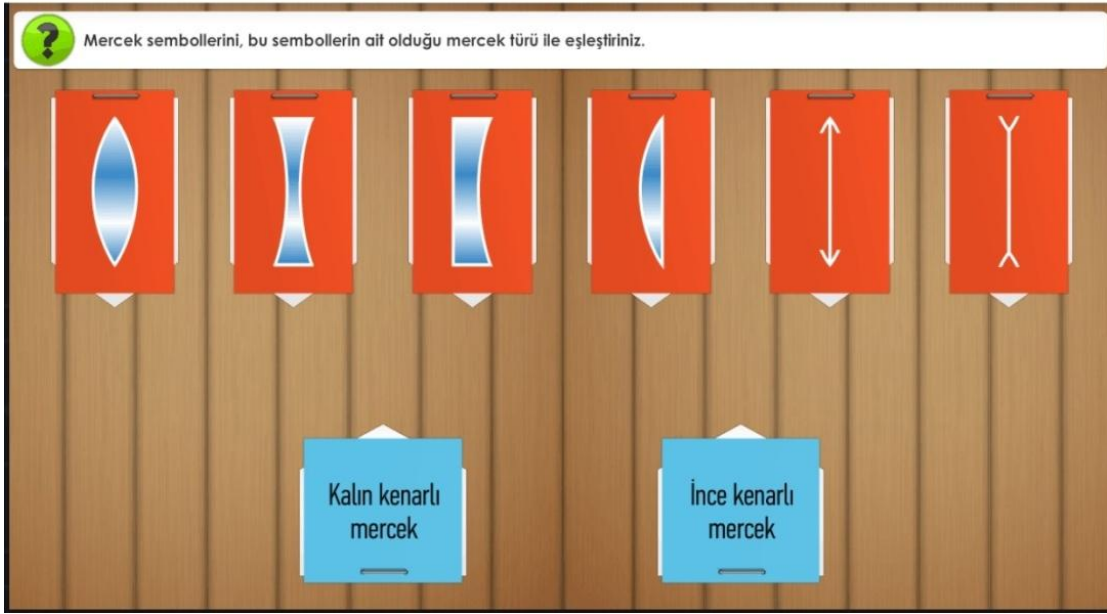 Mercek sembollerini, bu sembollerin ait olduğu mercek türü ile eşleştiriniz.
Kalın kenarlı
mercek
İnce kenarlı
mercek